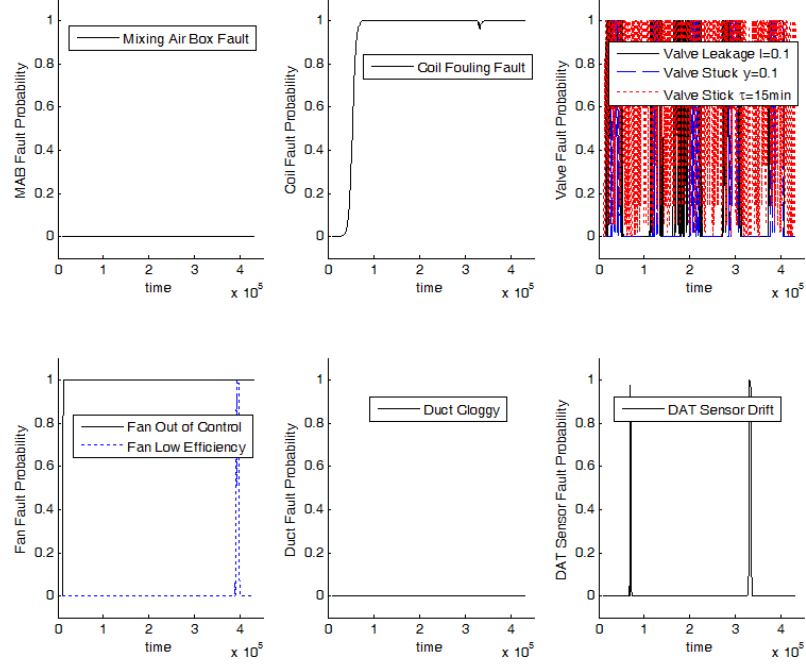 MAB Fault Probability
1
0.8
0.6
0.4
0.2
0
Mixing Air Box Fault
0 1 2 3 4
time
x 10^5
Coil Fault Probability
1
0.8
0.6
0.4
0.2
0
Coil Fouling Fault
0 1 2 3 4
time
x 10^5
Valve Fault Probability
1
0.8
0.6
0.4
0.2
0
Valve Leakage l=0.1
Valve Stuck y=0.1
Valve Stick τ=15min
0 1 2 3 4
time
x 10^5
Fan Fault Probability
1
0.8
0.6
0.4
0.2
0
Fan Out of Control
Fan Low Efficiency
0 1 2 3 4
time
x 10^5
Duct Fault Probability
1
0.8
0.6
0.4
0.2
0
Duct Cloggy
0 1 2 3 4
time
x 10^5
DAT Sensor Fault Probability
1
0.8
0.6
0.4
0.2
0
DAT Sensor Drift
0 1 2 3 4
time
x 10^5